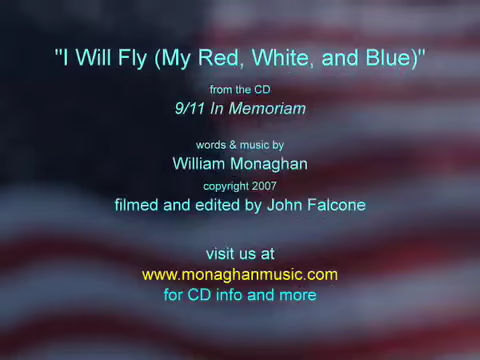 "I Will Fly (My Red, White, and Blue)"
from the CD
9/11 In Memoriam
words & music by
William Monaghan
copyright 2007
filmed and edited by John Falcone
visit us at
www.monaghanmusic.com
for CD info and more